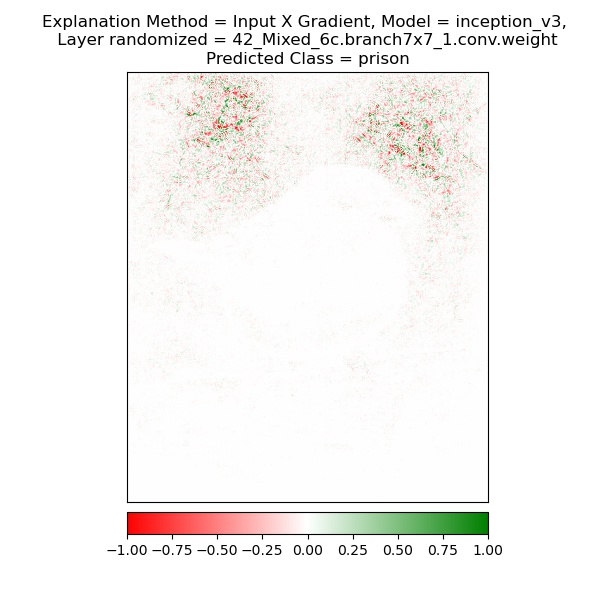 Explanation Method = Input X Gradient, Model = inception_v3,
Layer randomized = 42_Mixed_6c.branch7x7_1.conv.weight
Predicted Class = prison
−1.00 −0.75 −0.50 −0.25 0.00 0.25 0.50 0.75 1.00